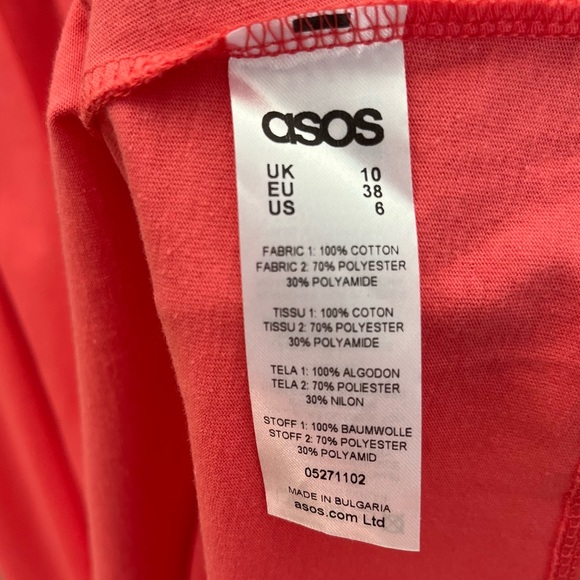 asos
UK 10
EU 38
US 6
FABRIC 1: 100% COTTON
FABRIC 2: 70% POLYESTER
30% POLYAMIDE
TISSU 1: 100% COTON
TISSU 2: 70% POLYESTER
30% POLYAMIDE
TELA 1: 100% ALGODON
TELA 2: 70% POLIESTER
30% NILON
STOFF 1: 100% BAUMWOLLE
STOFF 2: 70% POLYESTER
30% POLYAMID
05271102
MADE IN BULGARIA
asos.com Ltd